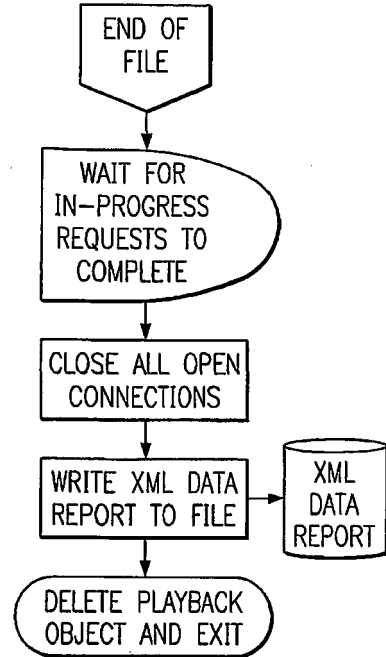 END OF
FILE
WAIT FOR
IN-PROGRESS
REQUESTS TO
COMPLETE
CLOSE ALL OPEN
CONNECTIONS
WRITE XML DATA
REPORT TO FILE
XML
DATA
REPORT
DELETE PLAYBACK
OBJECT AND EXIT